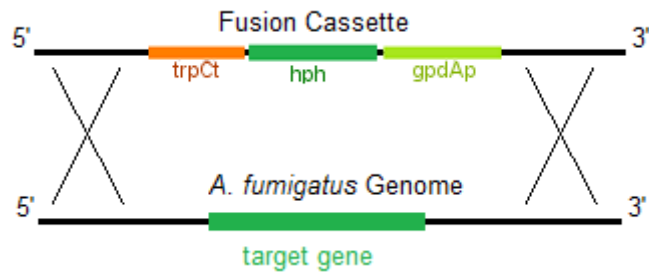 Fusion Cassette
5' 3'
trpCt hph gpdAp
A. fumigatus Genome
5' 3'
target gene